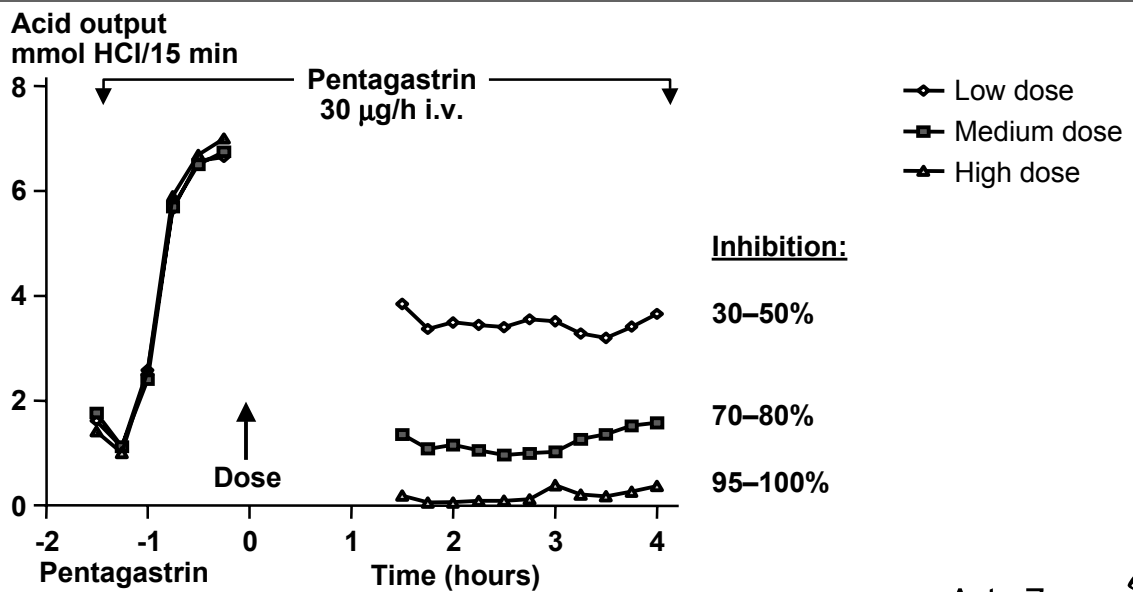 Acid output
mmol HCl/15 min
Pentagastrin
30 μg/h i.v.
Low dose
Medium dose
High dose
8
6
4
2
0
Inhibition:
30–50%
70–80%
95–100%
Dose
-2 -1 0 1 2 3 4
Pentagastrin
Time (hours)